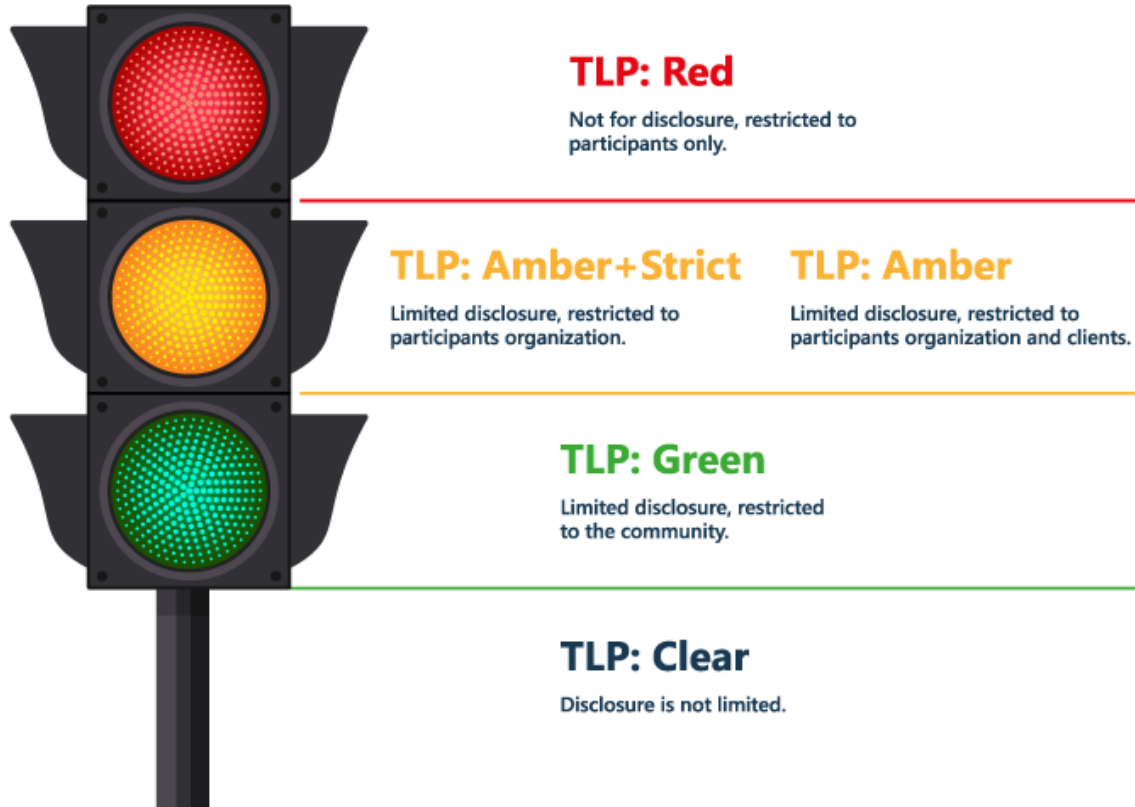 TLP: Red
Not for disclosure, restricted to
participants only.
TLP: Amber+Strict
Limited disclosure, restricted to
participants organization.
TLP: Amber
Limited disclosure, restricted to
participants organization and clients.
TLP: Green
Limited disclosure, restricted
to the community.
TLP: Clear
Disclosure is not limited.